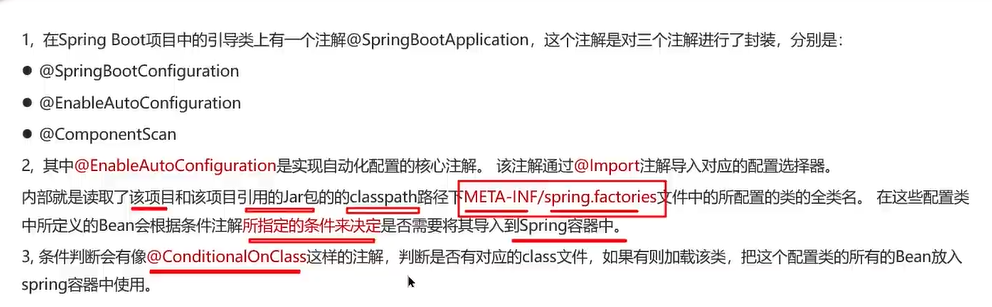 1, 在Spring Boot项目中的引导类上有一个注解@SpringBootApplication，这个注解是对三个注解进行了封装，分别是：
● @SpringBootConfiguration
● @EnableAutoConfiguration
● @ComponentScan
2, 其中@EnableAutoConfiguration是实现自动化配置的核心注解。 该注解通过@Import注解导入对应的配置选择器。
内部就是读取了该项目和该项目引用的Jar包的的classpath路径下META-INF/spring.factories文件中的所配置的类的全类名。 在这些配置类
中所定义的Bean会根据条件注解所指定的条件来决定是否需要将其导入到Spring容器中。
3, 条件判断会有像@ConditionalOnClass这样的注解，判断是否有对应的class文件，如果有则加载该类，把这个配置类的所有的Bean放入
spring容器中使用。